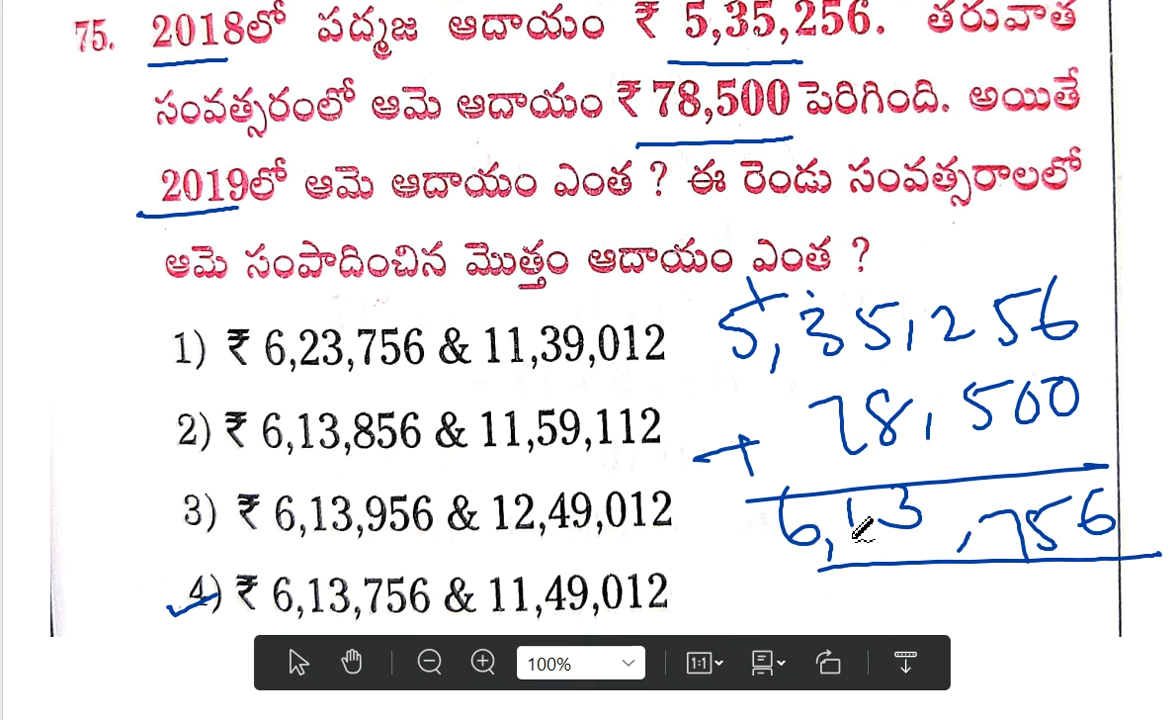 75. 2018లో పద్మజ ఆదాయం ₹ 5,35,256. తరువాత
సంవత్సరంలో ఆమె ఆదాయం ₹ 78,500 పెరిగింది. అయితే
2019లో ఆమె ఆదాయం ఎంత ? ఈ రెండు సంవత్సరాలలో
ఆమె సంపాదించిన మొత్తం ఆదాయం ఎంత ?
1) ₹ 6,23,756 & 11,39,012
2) ₹ 6,13,856 & 11,59,112
3) ₹ 6,13,956 & 12,49,012
4) ₹ 6,13,756 & 11,49,012
5,35,256
+ 78,500
6,13,756
100%
1:1